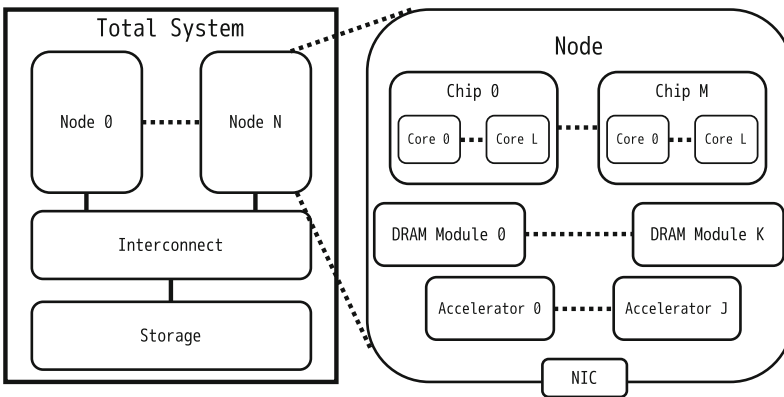 Total System
Node 0
Node N
Interconnect
Storage
Node
Chip 0
Chip M
Core 0
Core L
Core 0
Core L
DRAM Module 0
DRAM Module K
Accelerator 0
Accelerator J
NIC